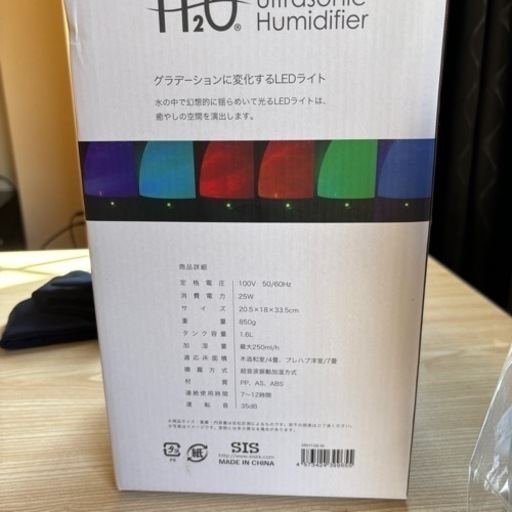 H2O® Ultrasonic
Humidifier
グラデーションに変化するLEDライト
水の中で幻想的に揺らめいて光るLEDライトは、
癒やしの空間を演出します。
商品詳細
定格電圧 100V 50/60Hz
消費電力 25W
サイズ 20.5×18×33.5cm
重量 850g
タンク容量 1.6L
加湿量 最大250ml/h
適応床面積 木造和室/4畳、プレハブ洋室/7畳
機霧方式 超音波振動加湿方式
材質 PP、AS、ABS
連続使用時間 7〜12時間
運転音 35dB
紙
SIS
MADE IN CHINA